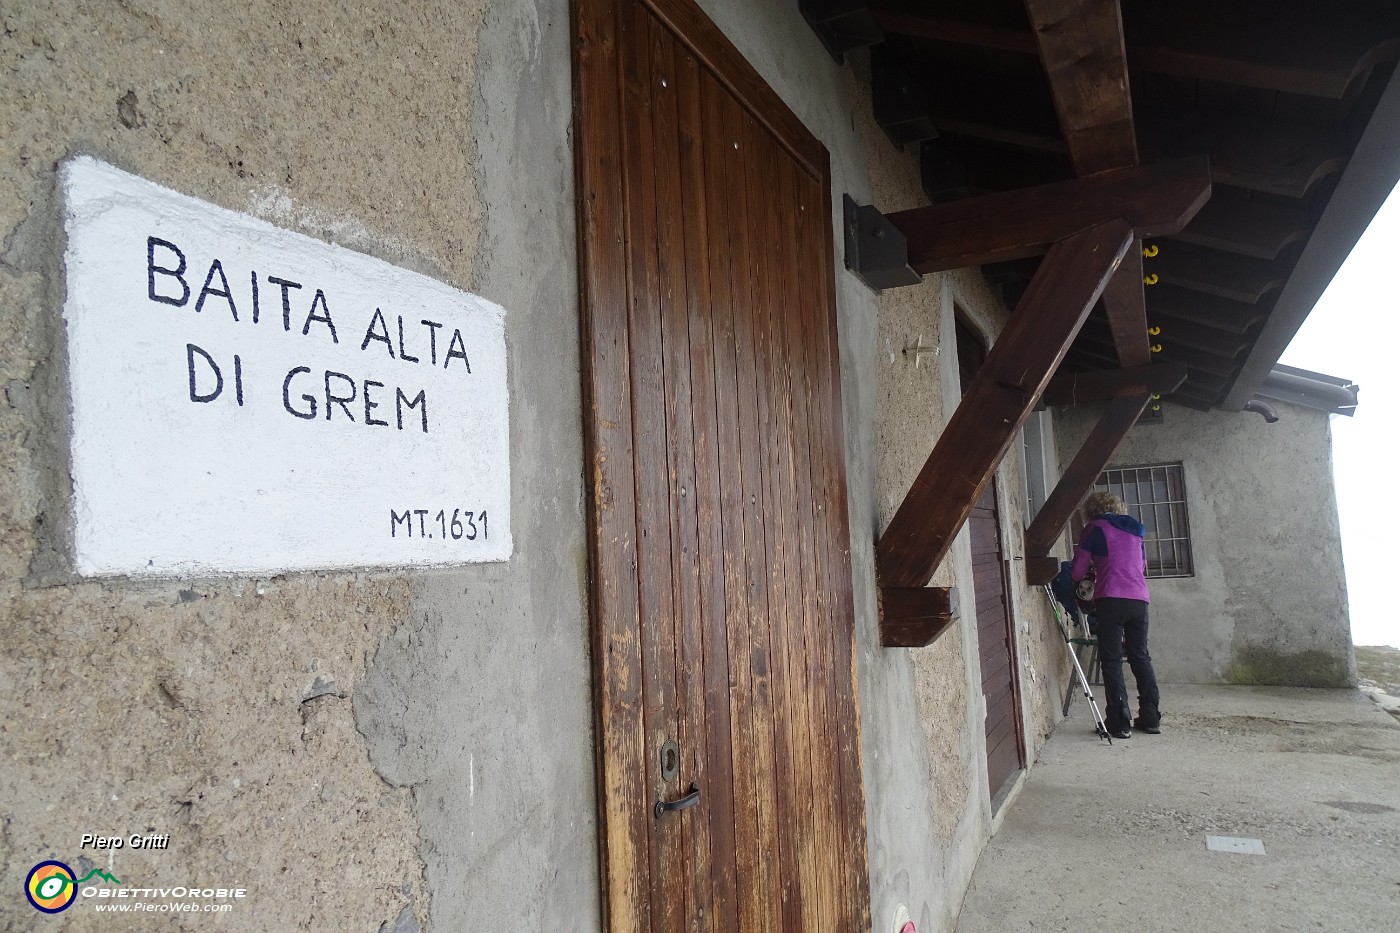 BAITA ALTA
DI GREM
MT.1631
Piero Gritti
OBIETTIVOROBIE
www.PieroWeb.com